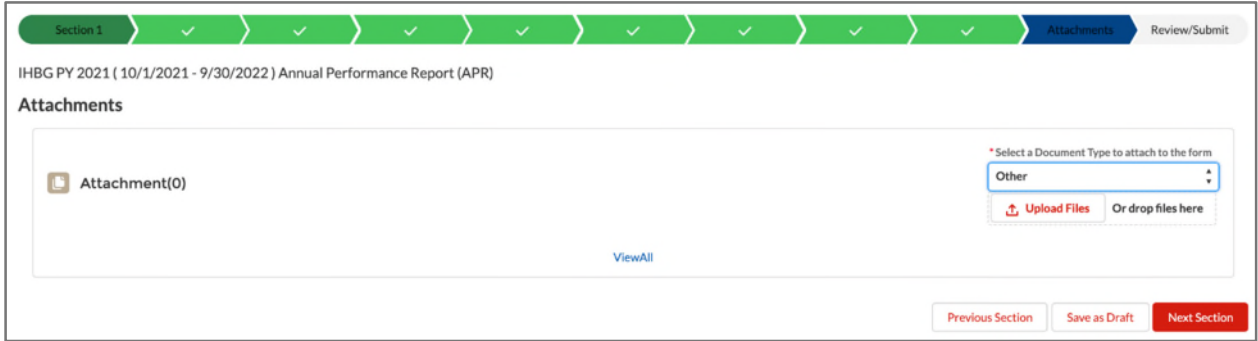 Section 1
Attachments
Review/Submit
IHBG PY 2021 ( 10/1/2021 - 9/30/2022 ) Annual Performance Report (APR)
Attachments
*Select a Document Type to attach to the form
Attachment(0)
Other
Upload Files
Or drop files here
ViewAll
Previous Section
Save as Draft
Next Section